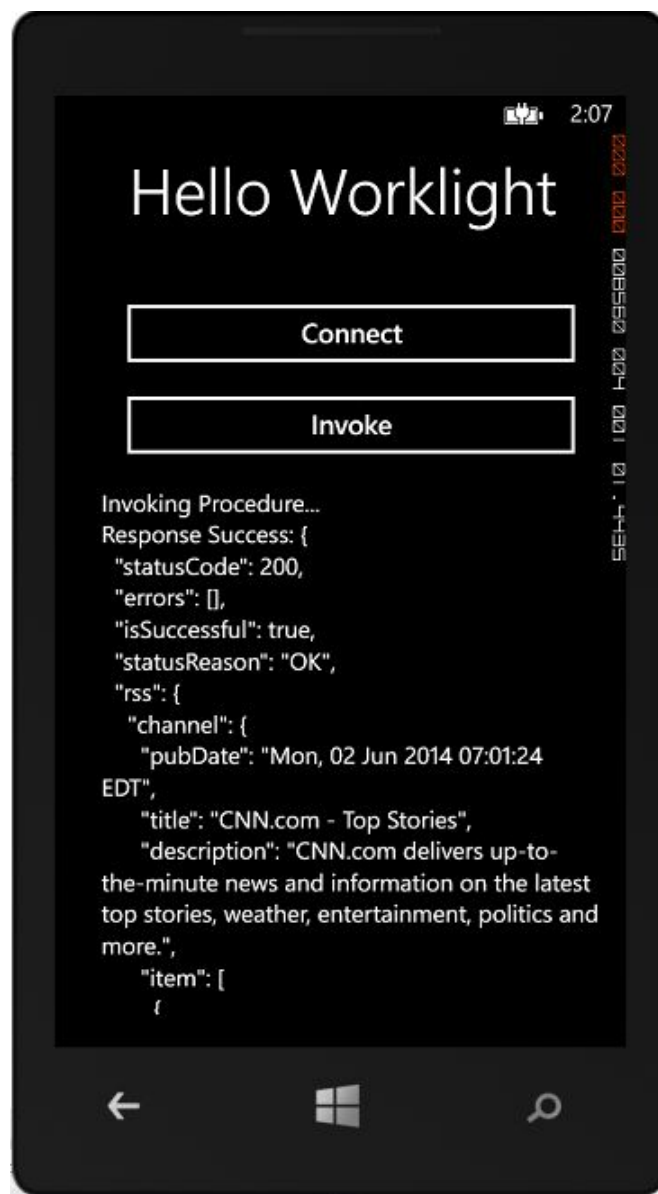 2:07
Hello Worklight
Connect
Invoke
Invoking Procedure...
Response Success: {
"statusCode": 200,
"errors": [],
"isSuccessful": true,
"statusReason": "OK",
"rss": {
"channel": {
"pubDate": "Mon, 02 Jun 2014 07:01:24
EDT",
"title": "CNN.com - Top Stories",
"description": "CNN.com delivers up-to-
the-minute news and information on the latest
top stories, weather, entertainment, politics and
more.",
"item": [
{